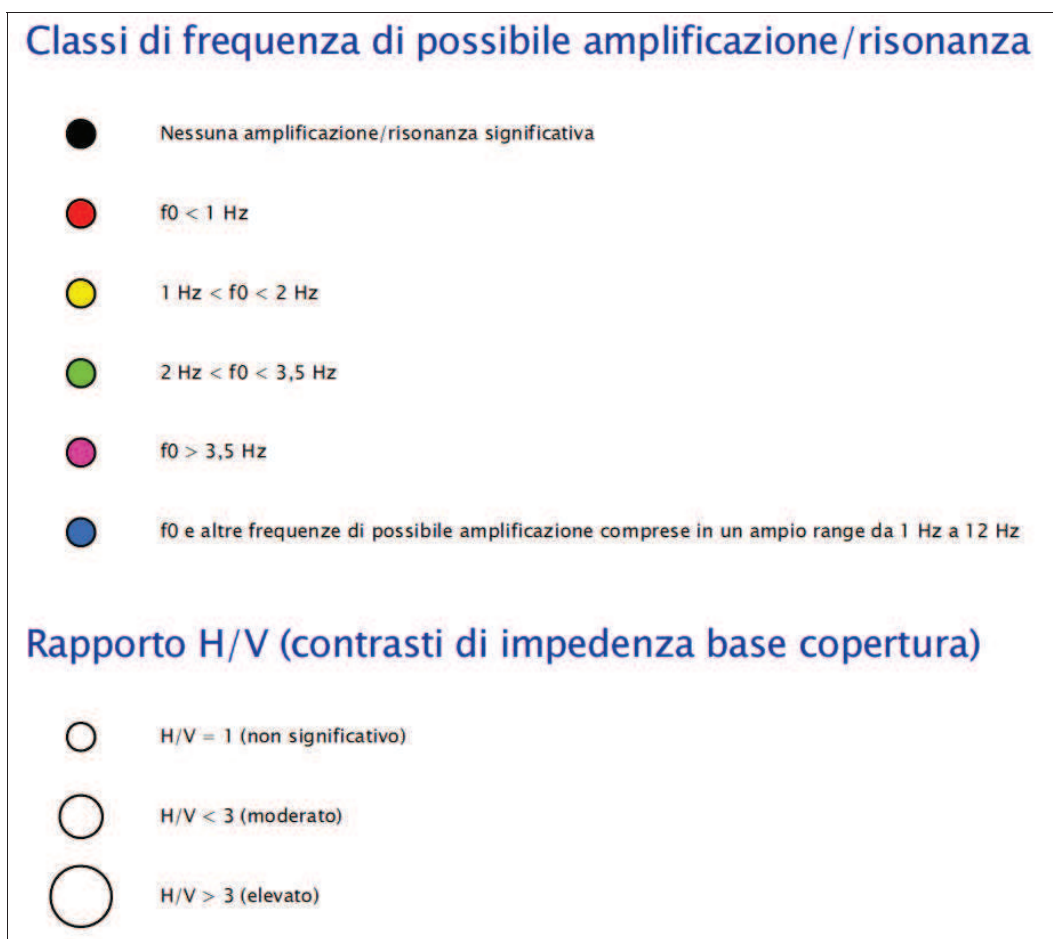 Classi di frequenza di possibile amplificazione/risonanza
Nessuna amplificazione/risonanza significativa
f0 < 1 Hz
1 Hz < f0 < 2 Hz
2 Hz < f0 < 3,5 Hz
f0 > 3,5 Hz
f0 e altre frequenze di possibile amplificazione comprese in un ampio range da 1 Hz a 12 Hz
Rapporto H/V (contrasti di impedenza base copertura)
H/V = 1 (non significativo)
H/V < 3 (moderato)
H/V > 3 (elevato)